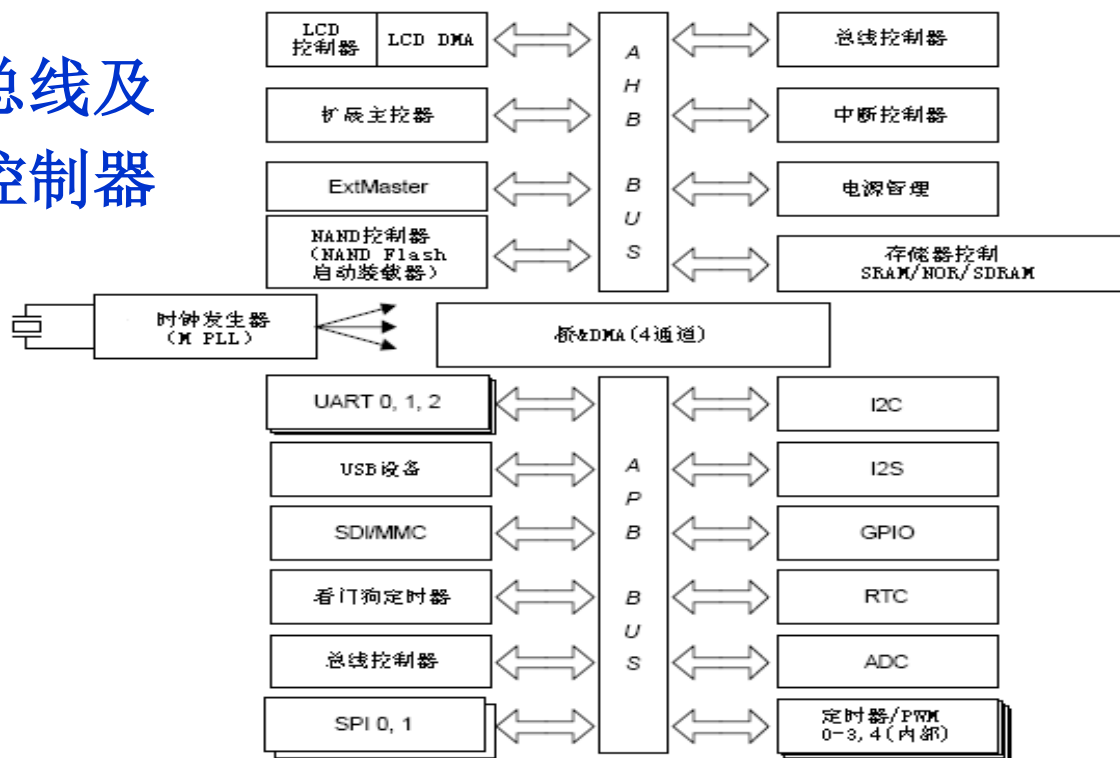 总线及
控制器
LCD
控制器
LCD DMA
总线控制器
扩展主控器
中断控制器
ExtMaster
电源管理
NAND控制器
(NAND Flash
启动装载器)
存储器控制
SRAM/NOR/SDRAM
A
H
B
B
U
S
时钟发生器
(M PLL)
桥&DMA(4通道)
UART 0, 1, 2
I2C
USB设备
I2S
SDI/MMC
GPIO
看门狗定时器
RTC
总线控制器
ADC
SPI 0, 1
定时器/PWM
0-3,4(内部)
A
P
B
B
U
S